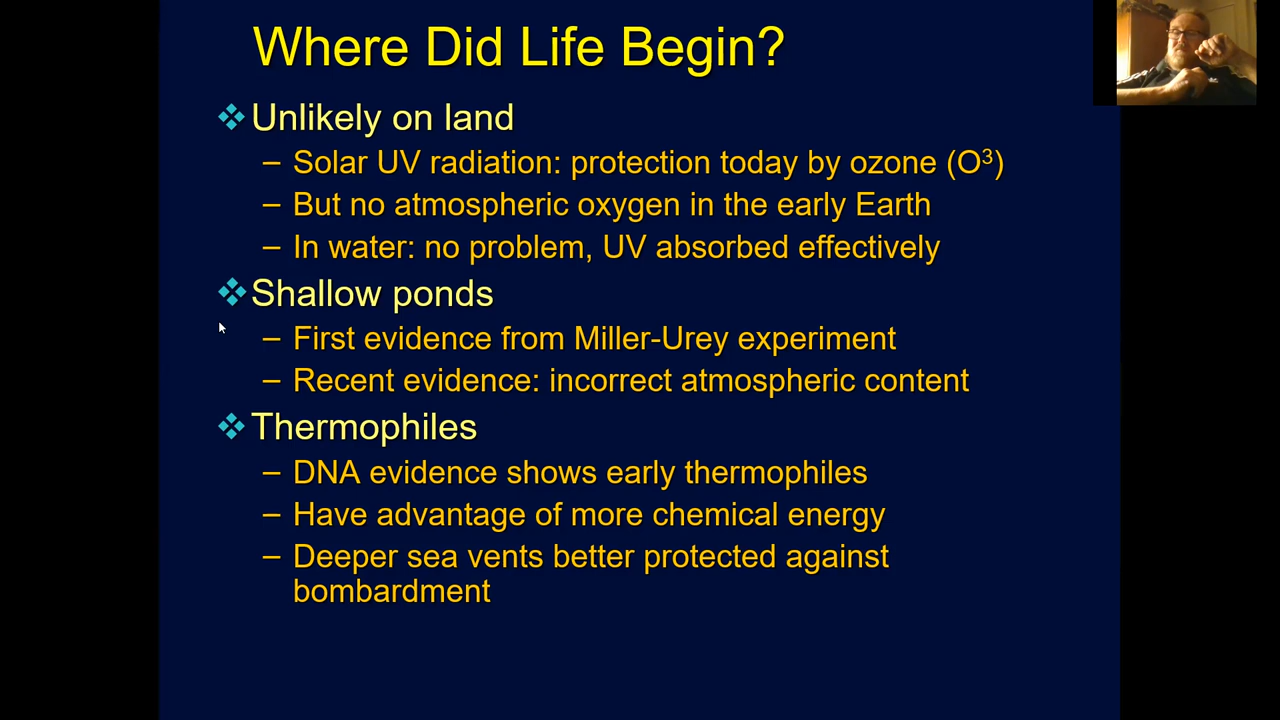 Where Did Life Begin?
❖ Unlikely on land
– Solar UV radiation: protection today by ozone (O³)
– But no atmospheric oxygen in the early Earth
– In water: no problem, UV absorbed effectively
❖ Shallow ponds
– First evidence from Miller-Urey experiment
– Recent evidence: incorrect atmospheric content
❖ Thermophiles
– DNA evidence shows early thermophiles
– Have advantage of more chemical energy
– Deeper sea vents better protected against
bombardment